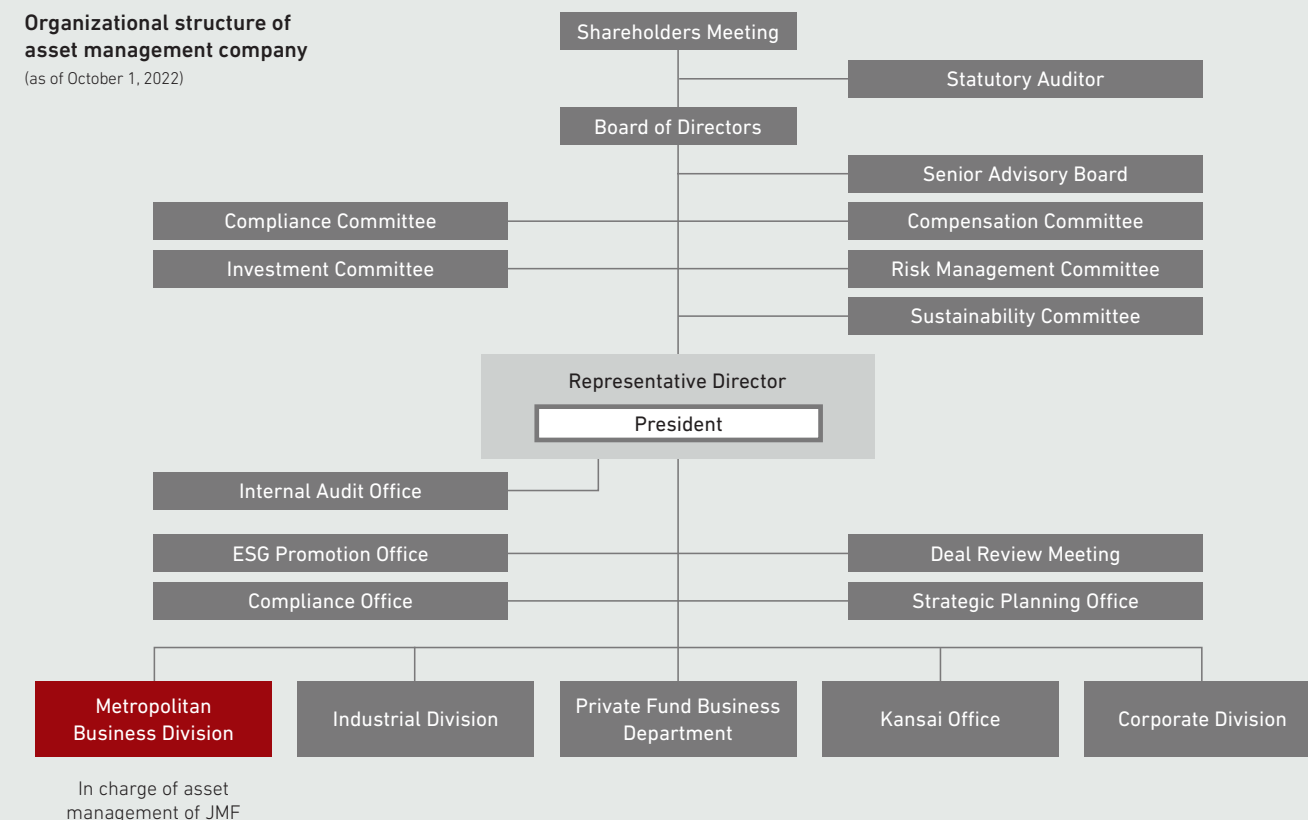 Organizational structure of
asset management company
(as of October 1, 2022)
Shareholders Meeting
Statutory Auditor
Board of Directors
Senior Advisory Board
Compliance Committee
Compensation Committee
Investment Committee
Risk Management Committee
Sustainability Committee
Representative Director
President
Internal Audit Office
ESG Promotion Office
Deal Review Meeting
Compliance Office
Strategic Planning Office
Metropolitan
Business Division
Industrial Division
Private Fund Business
Department
Kansai Office
Corporate Division
In charge of asset
management of JMF